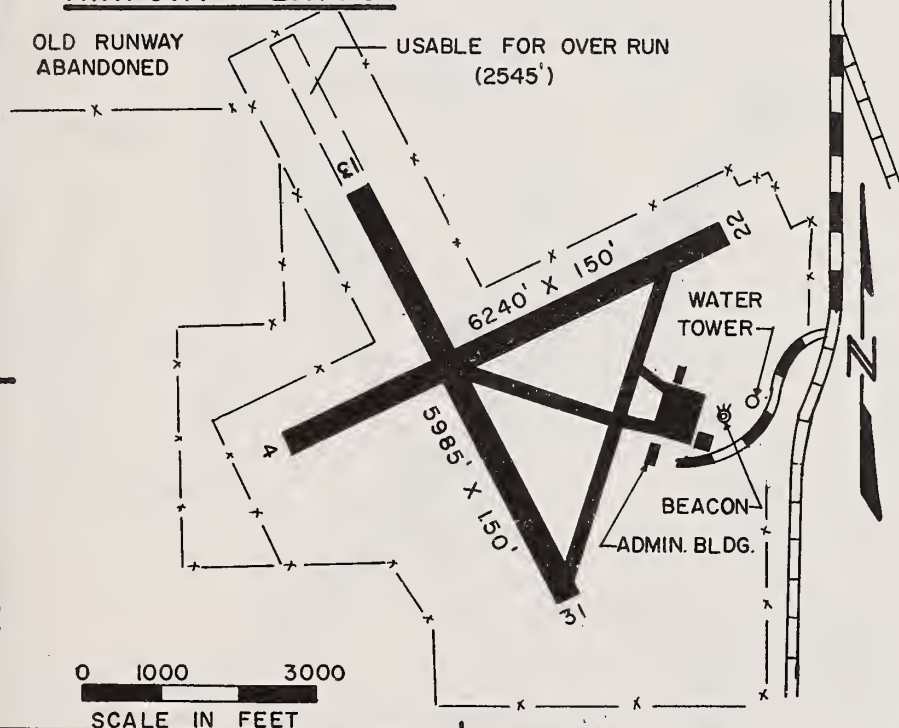 OLD RUNWAY
ABANDONED
USABLE FOR OVER RUN
(2545')
13
22
6240' X 150'
WATER
TOWER
N
4
5985' X 150'
BEACON
ADMIN. BLDG.
31
0 1000 3000
SCALE IN FEET